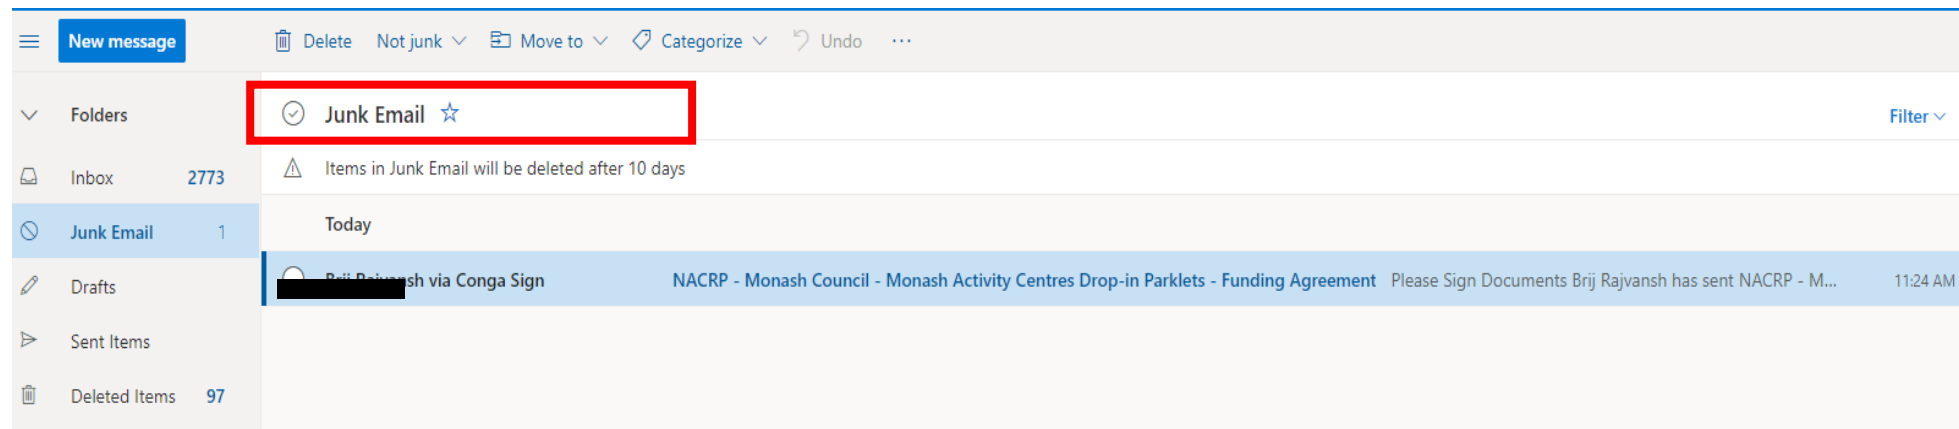 New message Delete Not junk Move to Categorize Undo ...
Folders
Junk Email
Filter
Inbox 2773
Items in Junk Email will be deleted after 10 days
Junk Email 1
Today
Brij Rajvansh via Conga Sign NACRP - Monash Council - Monash Activity Centres Drop-in Parklets - Funding Agreement Please Sign Documents Brij Rajvansh has sent NACRP - M... 11:24 AM
Drafts
Sent Items
Deleted Items 97